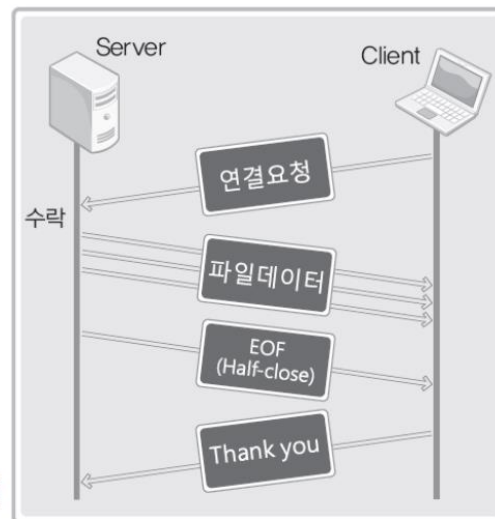 Server
Client
연결요청
수락
파일데이터
EOF
(Half-close)
Thank you